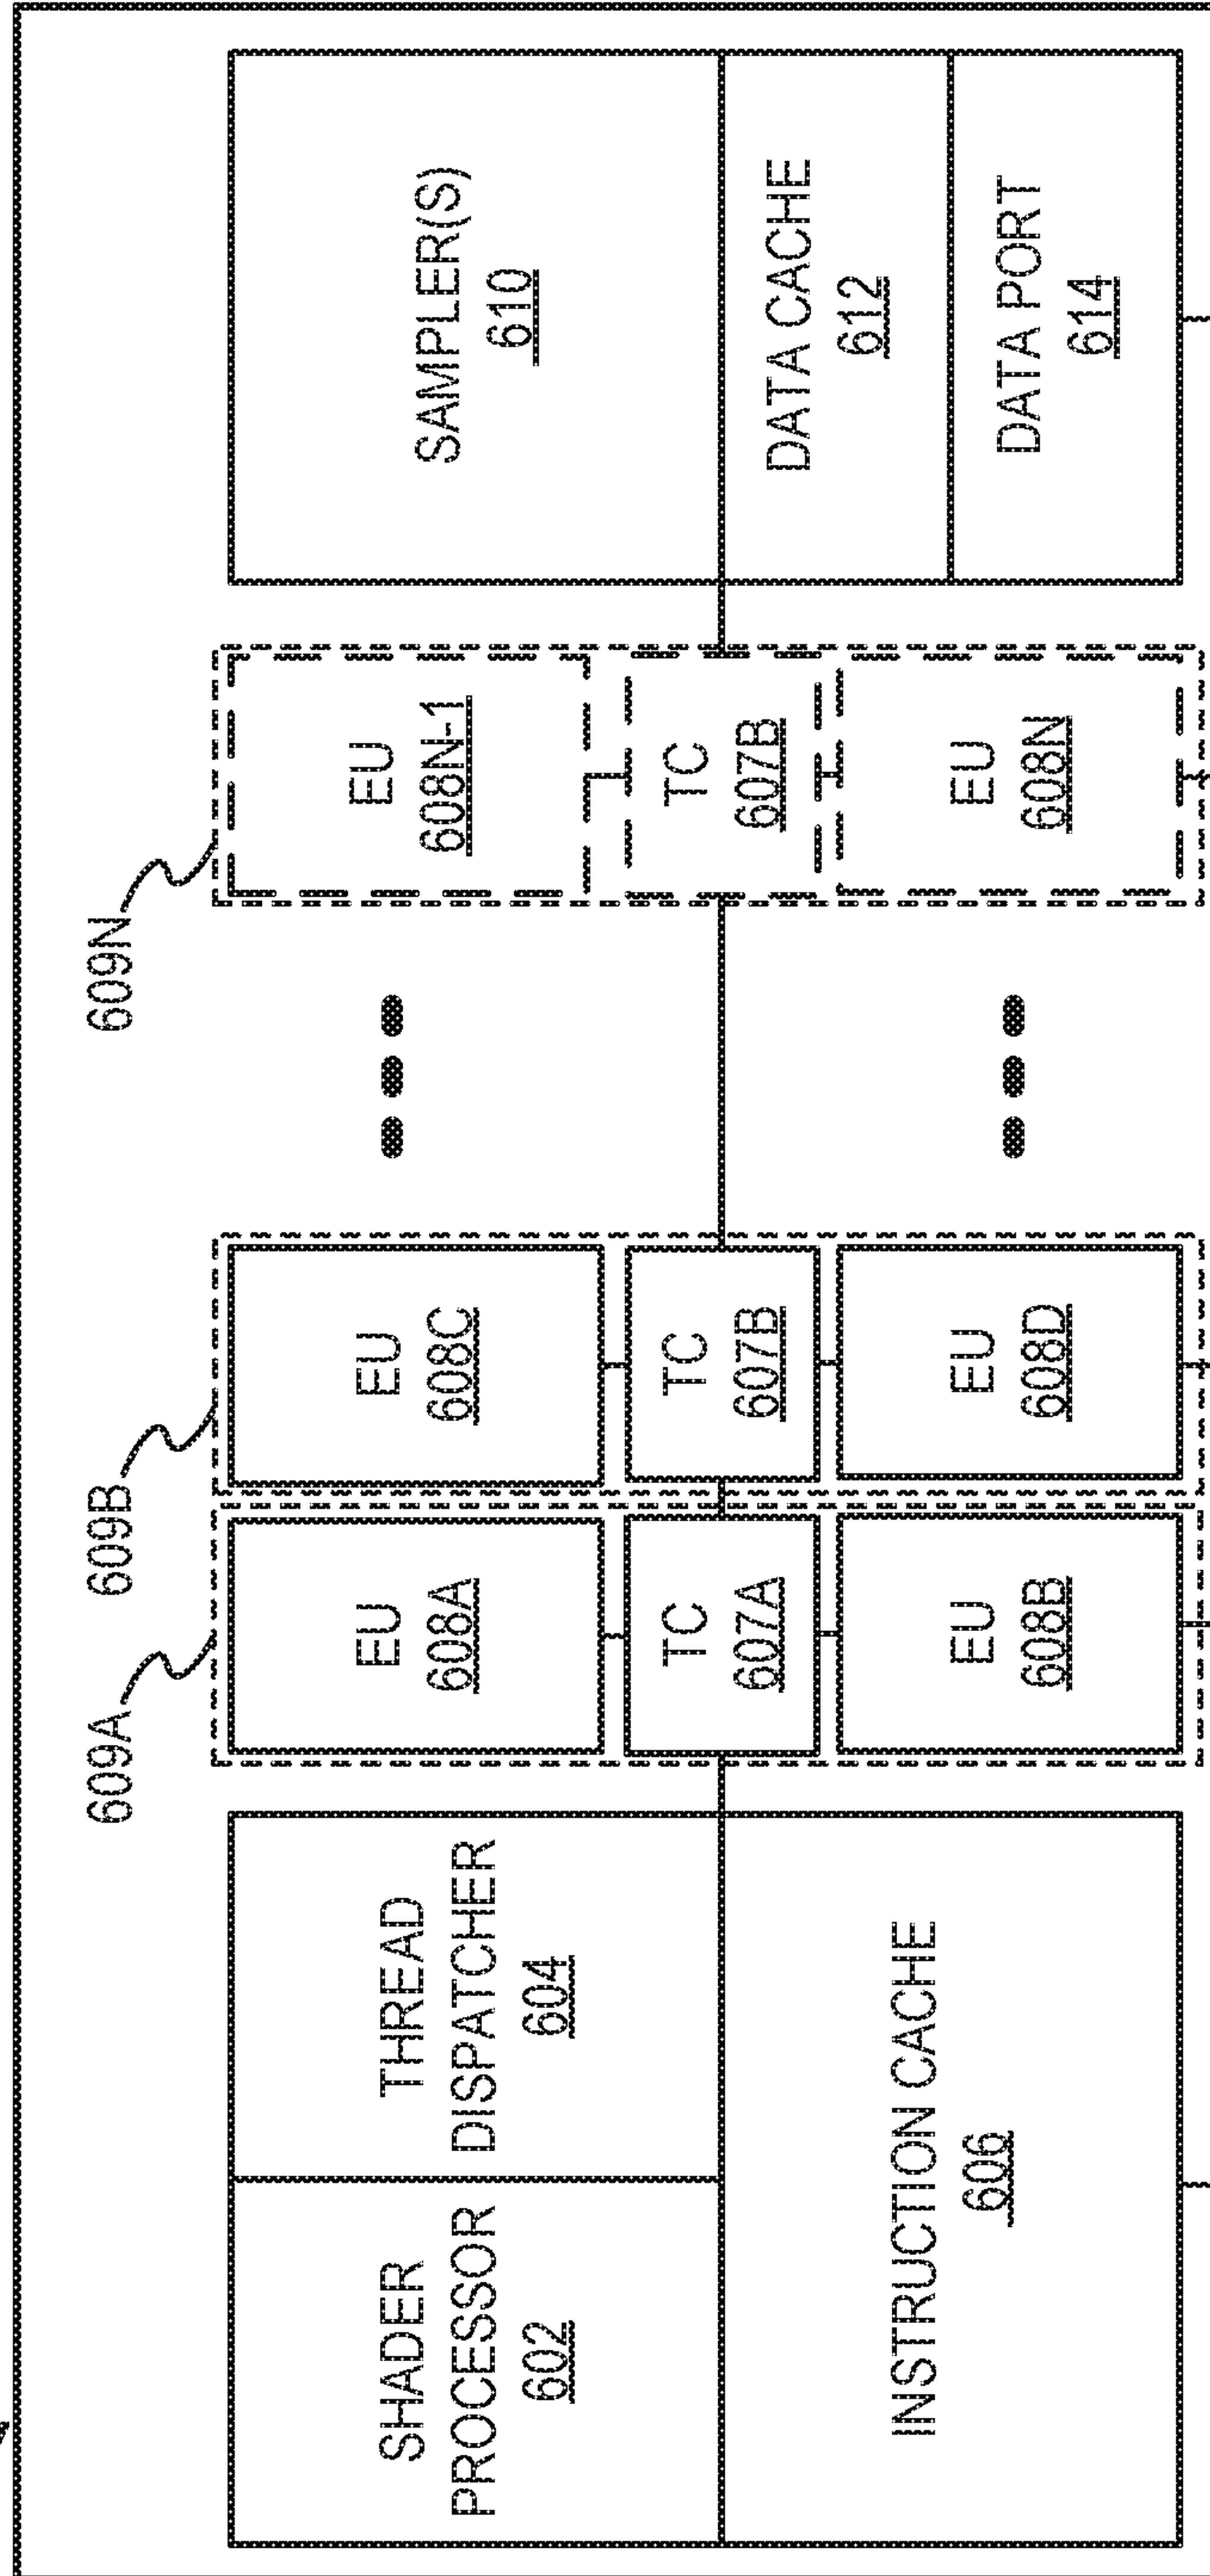 609A
609B
609N
SHADER
PROCESSOR
602
THREAD
DISPATCHER
604
INSTRUCTION CACHE
606
EU
608A
TC
607A
EU
608B
EU
608C
TC
607B
EU
608D
EU
608N-1
TC
607B
EU
608N
SAMPLER(S)
610
DATA CACHE
612
DATA PORT
614